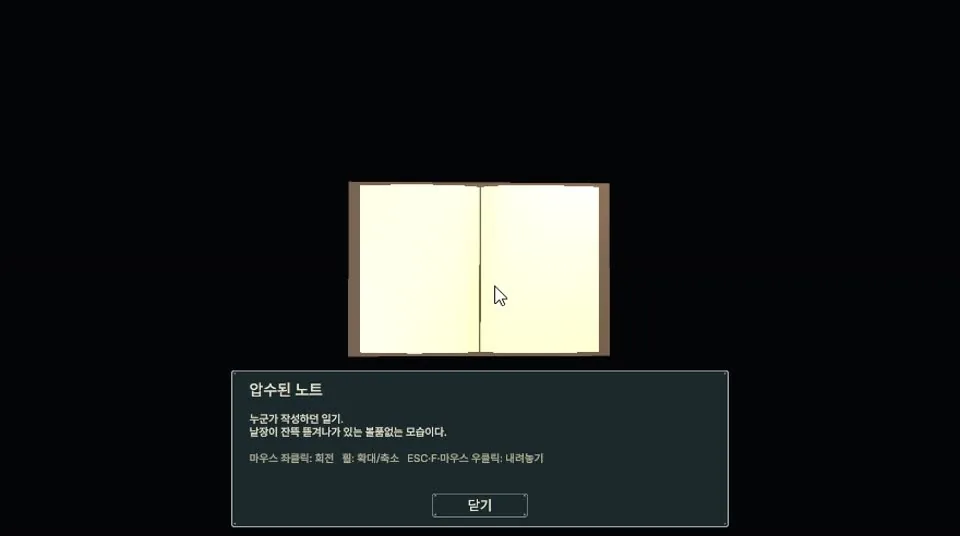 압수된 노트
누군가 작성하던 일기.
낱장이 잔뜩 뜯겨나가 있는 볼품없는 모습이다.
마우스 좌클릭: 회전 휠: 확대/축소 ESC·F·마우스 우클릭: 내려놓기
닫기